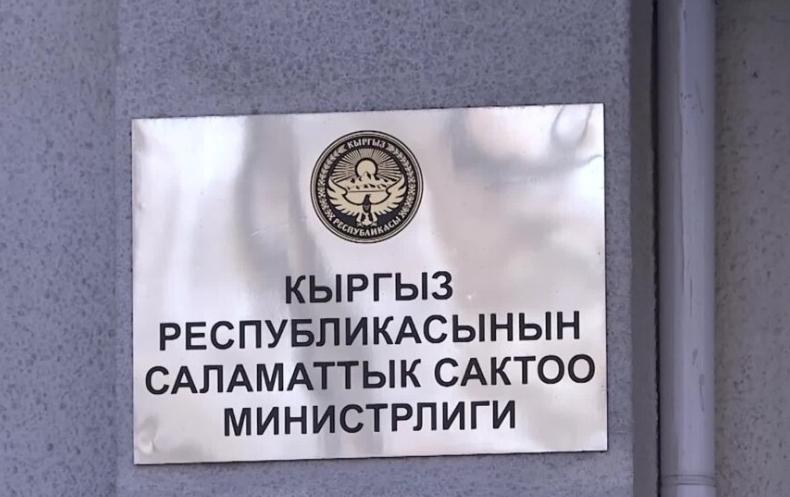 КЫРГЫЗ
РЕСПУБЛИКАСЫ
КЫРГЫЗ
РЕСПУБЛИКАСЫНЫН
САЛАМАТТЫК САКТОО
МИНИСТРЛИГИ